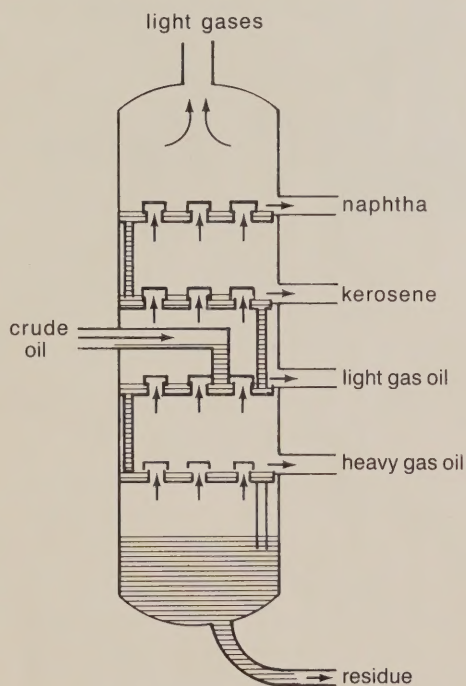 light gases
naphtha
kerosene
crude
oil
light gas oil
heavy gas oil
residue